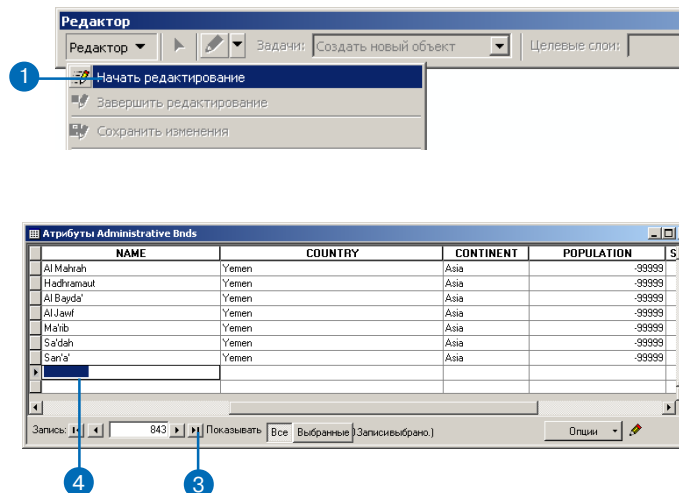 Редактор
Редактор Задачи: Создать новый объект Целевые слои:
1
Начать редактирование
Завершить редактирование
Сохранить изменения
Атрибуты Administrative Bnds
NAME COUNTRY CONTINENT POPULATION S
Al Mahrah Yemen Asia -99999
Hadhramaut Yemen Asia -99999
Al Bayda' Yemen Asia -99999
Al Jawf Yemen Asia -99999
Ma'rib Yemen Asia -99999
Sa'dah Yemen Asia -99999
San'a' Yemen Asia -99999
Запись: 843 Показывать Все Выбранные Записи выбрано.) Опции
4 3